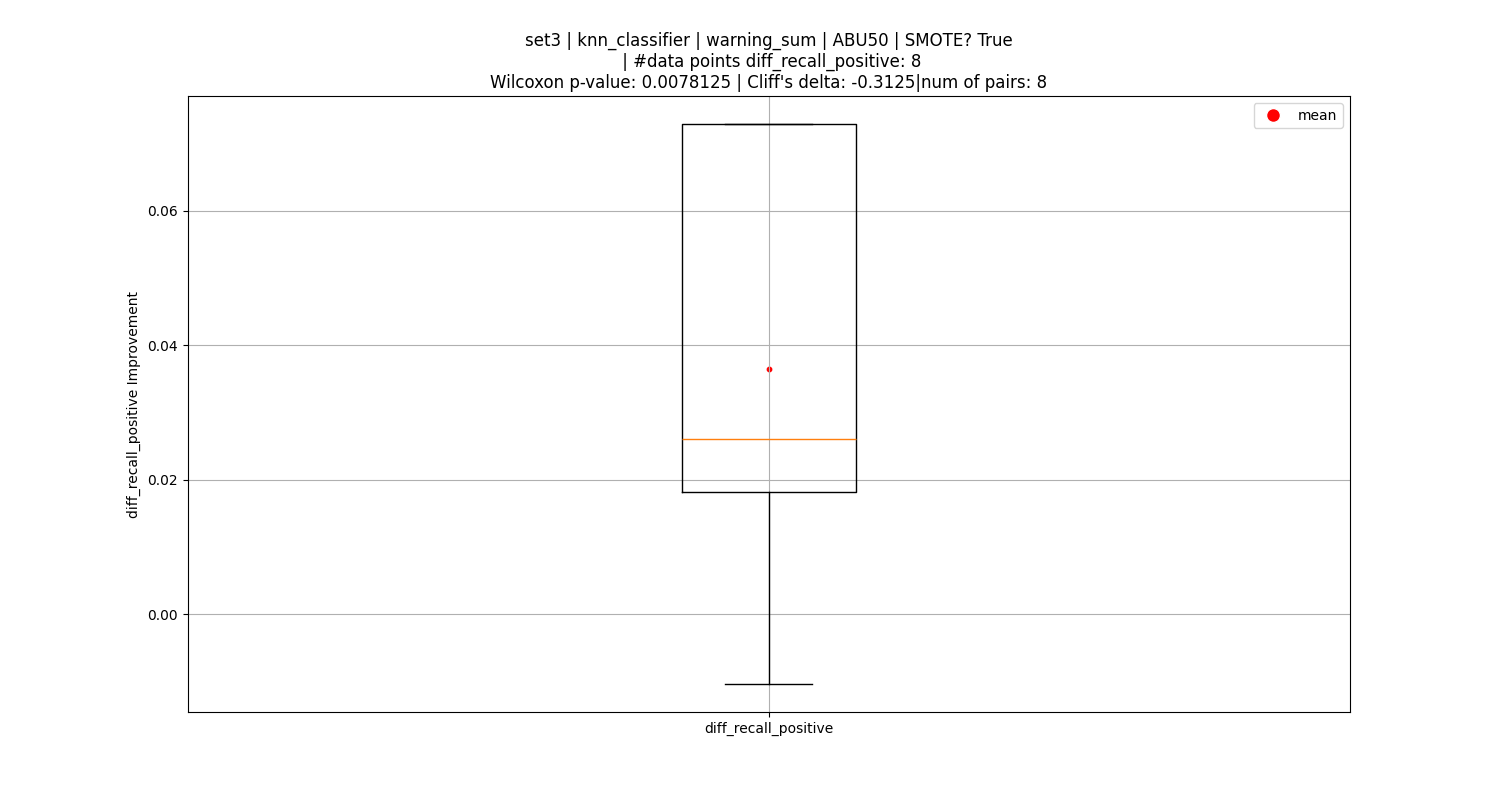 set3 | knn_classifier | warning_sum | ABU50 | SMOTE? True
| #data points diff_recall_positive: 8
Wilcoxon p-value: 0.0078125 | Cliff's delta: -0.3125|num of pairs: 8
mean
0.06
0.04
0.02
0.00
diff_recall_positive Improvement
diff_recall_positive